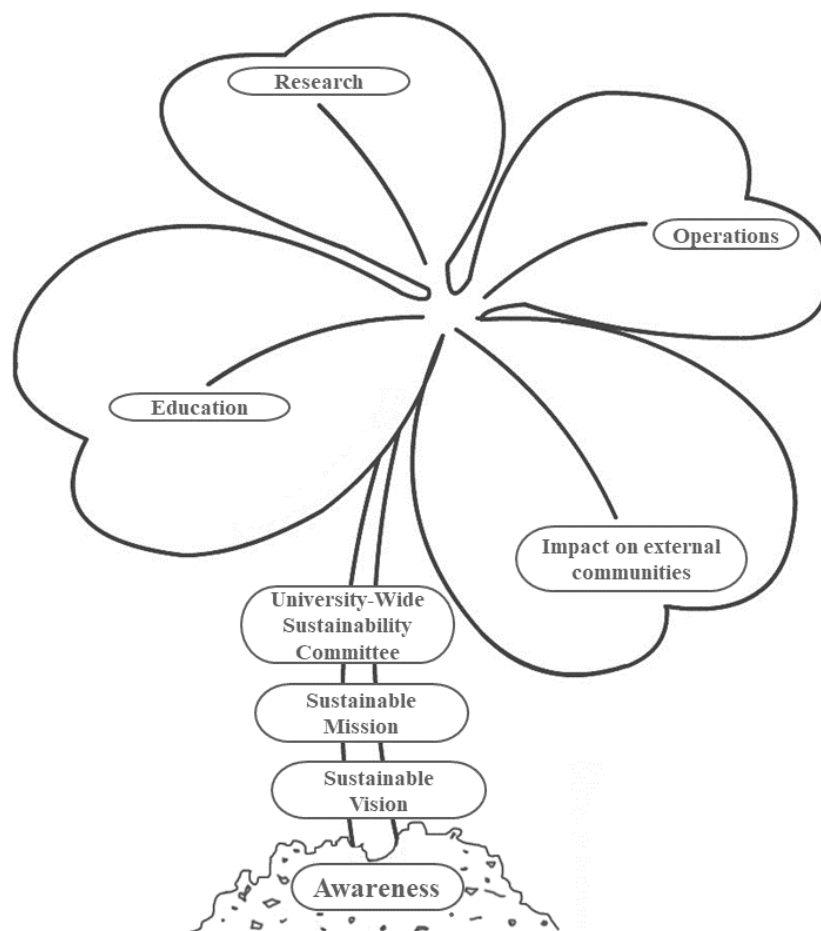 Research
Operations
Education
Impact on external
communities
University-Wide
Sustainability
Committee
Sustainable
Mission
Sustainable
Vision
Awareness